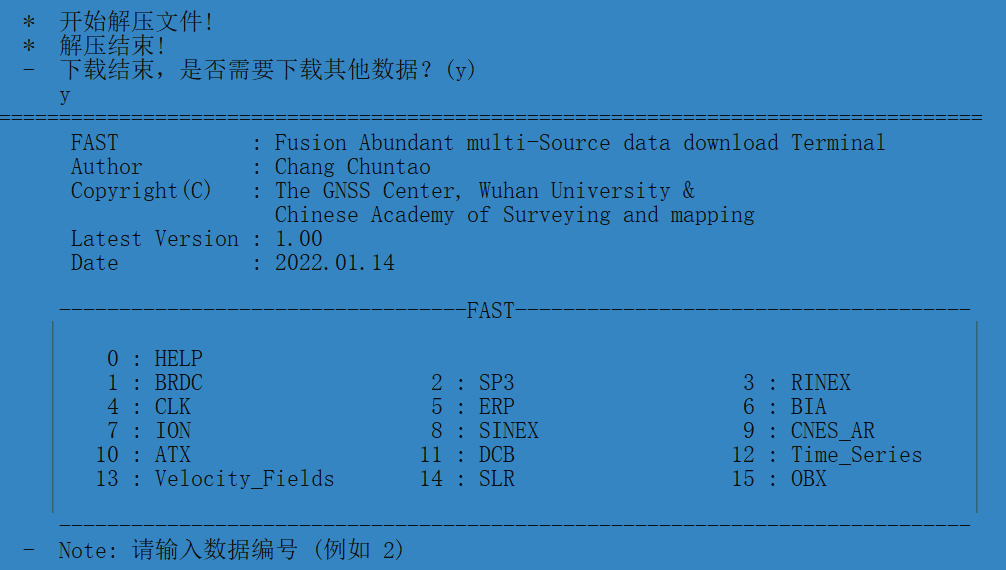 * 开始解压文件!
* 解压结束!
- 下载结束，是否需要下载其他数据？(y)
y
==================================================================================
FAST : Fusion Abundant multi-Source data download Terminal
Author : Chang Chuntao
Copyright(C) : The GNSS Center, Wuhan University &
Chinese Academy of Surveying and mapping
Latest Version : 1.00
Date : 2022.01.14
----------------------------------FAST--------------------------------------
0 : HELP
1 : BRDC 2 : SP3 3 : RINEX
4 : CLK 5 : ERP 6 : BIA
7 : ION 8 : SINEX 9 : CNES_AR
10 : ATX 11 : DCB 12 : Time_Series
13 : Velocity_Fields 14 : SLR 15 : OBX
----------------------------------------------------------------------------
- Note: 请输入数据编号 (例如 2)